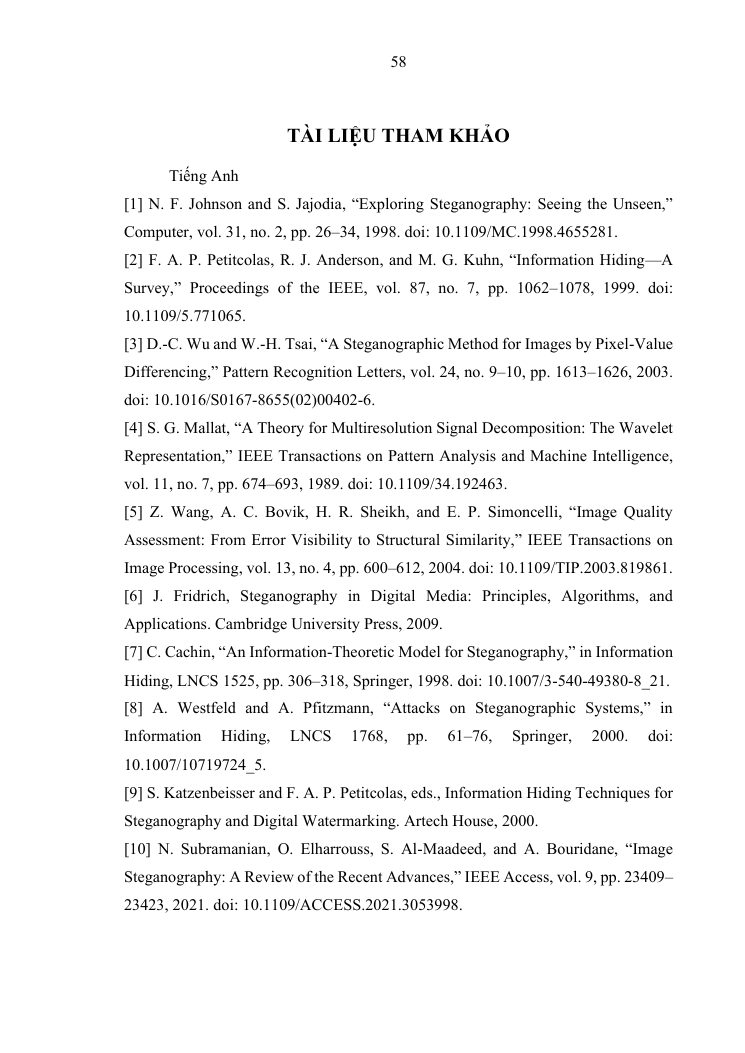 58
TÀI LIỆU THAM KHẢO
Tiếng Anh
[1] N. F. Johnson and S. Jajodia, “Exploring Steganography: Seeing the Unseen,”
Computer, vol. 31, no. 2, pp. 26–34, 1998. doi: 10.1109/MC.1998.4655281.
[2] F. A. P. Petitcolas, R. J. Anderson, and M. G. Kuhn, “Information Hiding—A
Survey,” Proceedings of the IEEE, vol. 87, no. 7, pp. 1062–1078, 1999. doi:
10.1109/5.771065.
[3] D.-C. Wu and W.-H. Tsai, “A Steganographic Method for Images by Pixel-Value
Differencing,” Pattern Recognition Letters, vol. 24, no. 9–10, pp. 1613–1626, 2003.
doi: 10.1016/S0167-8655(02)00402-6.
[4] S. G. Mallat, “A Theory for Multiresolution Signal Decomposition: The Wavelet
Representation,” IEEE Transactions on Pattern Analysis and Machine Intelligence,
vol. 11, no. 7, pp. 674–693, 1989. doi: 10.1109/34.192463.
[5] Z. Wang, A. C. Bovik, H. R. Sheikh, and E. P. Simoncelli, “Image Quality
Assessment: From Error Visibility to Structural Similarity,” IEEE Transactions on
Image Processing, vol. 13, no. 4, pp. 600–612, 2004. doi: 10.1109/TIP.2003.819861.
[6] J. Fridrich, Steganography in Digital Media: Principles, Algorithms, and
Applications. Cambridge University Press, 2009.
[7] C. Cachin, “An Information-Theoretic Model for Steganography,” in Information
Hiding, LNCS 1525, pp. 306–318, Springer, 1998. doi: 10.1007/3-540-49380-8_21.
[8] A. Westfeld and A. Pfitzmann, “Attacks on Steganographic Systems,” in
Information Hiding, LNCS 1768, pp. 61–76, Springer, 2000. doi:
10.1007/10719724_5.
[9] S. Katzenbeisser and F. A. P. Petitcolas, eds., Information Hiding Techniques for
Steganography and Digital Watermarking. Artech House, 2000.
[10] N. Subramanian, O. Elharrouss, S. Al-Maadeed, and A. Bouridane, “Image
Steganography: A Review of the Recent Advances,” IEEE Access, vol. 9, pp. 23409–
23423, 2021. doi: 10.1109/ACCESS.2021.3053998.